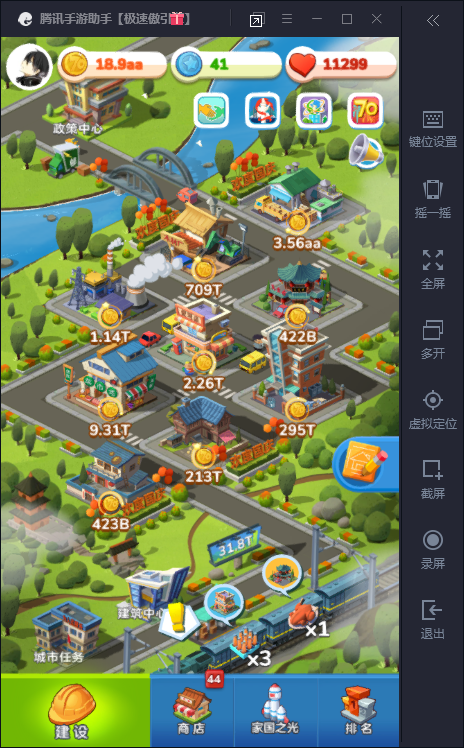 腾讯手游助手【极速傲引擎】
18.9aa
41
11299
70
政策中心
键位设置
摇一摇
3.56aa
全屏
709T
1.14T
422B
多开
2.26T
虚拟定位
9.31T
295T
213T
截屏
423B
31.8T
录屏
建筑中心
x1
城市任务
x3
退出
44
建设
商店
家国之光
排名